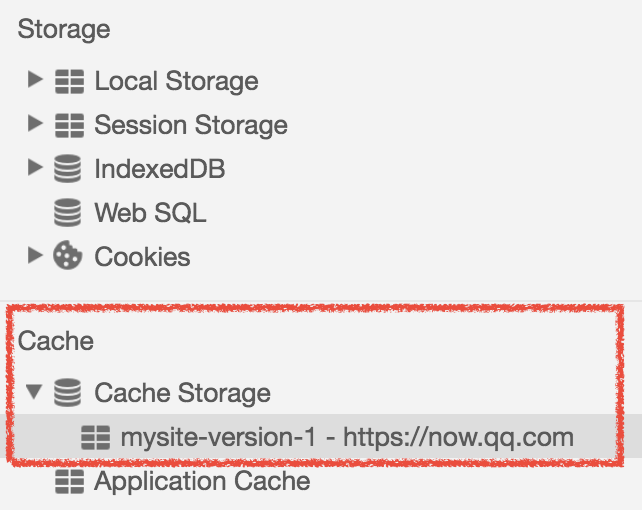 Storage
Local Storage
Session Storage
IndexedDB
Web SQL
Cookies
Cache
Cache Storage
mysite-version-1 - https://now.qq.com
Application Cache